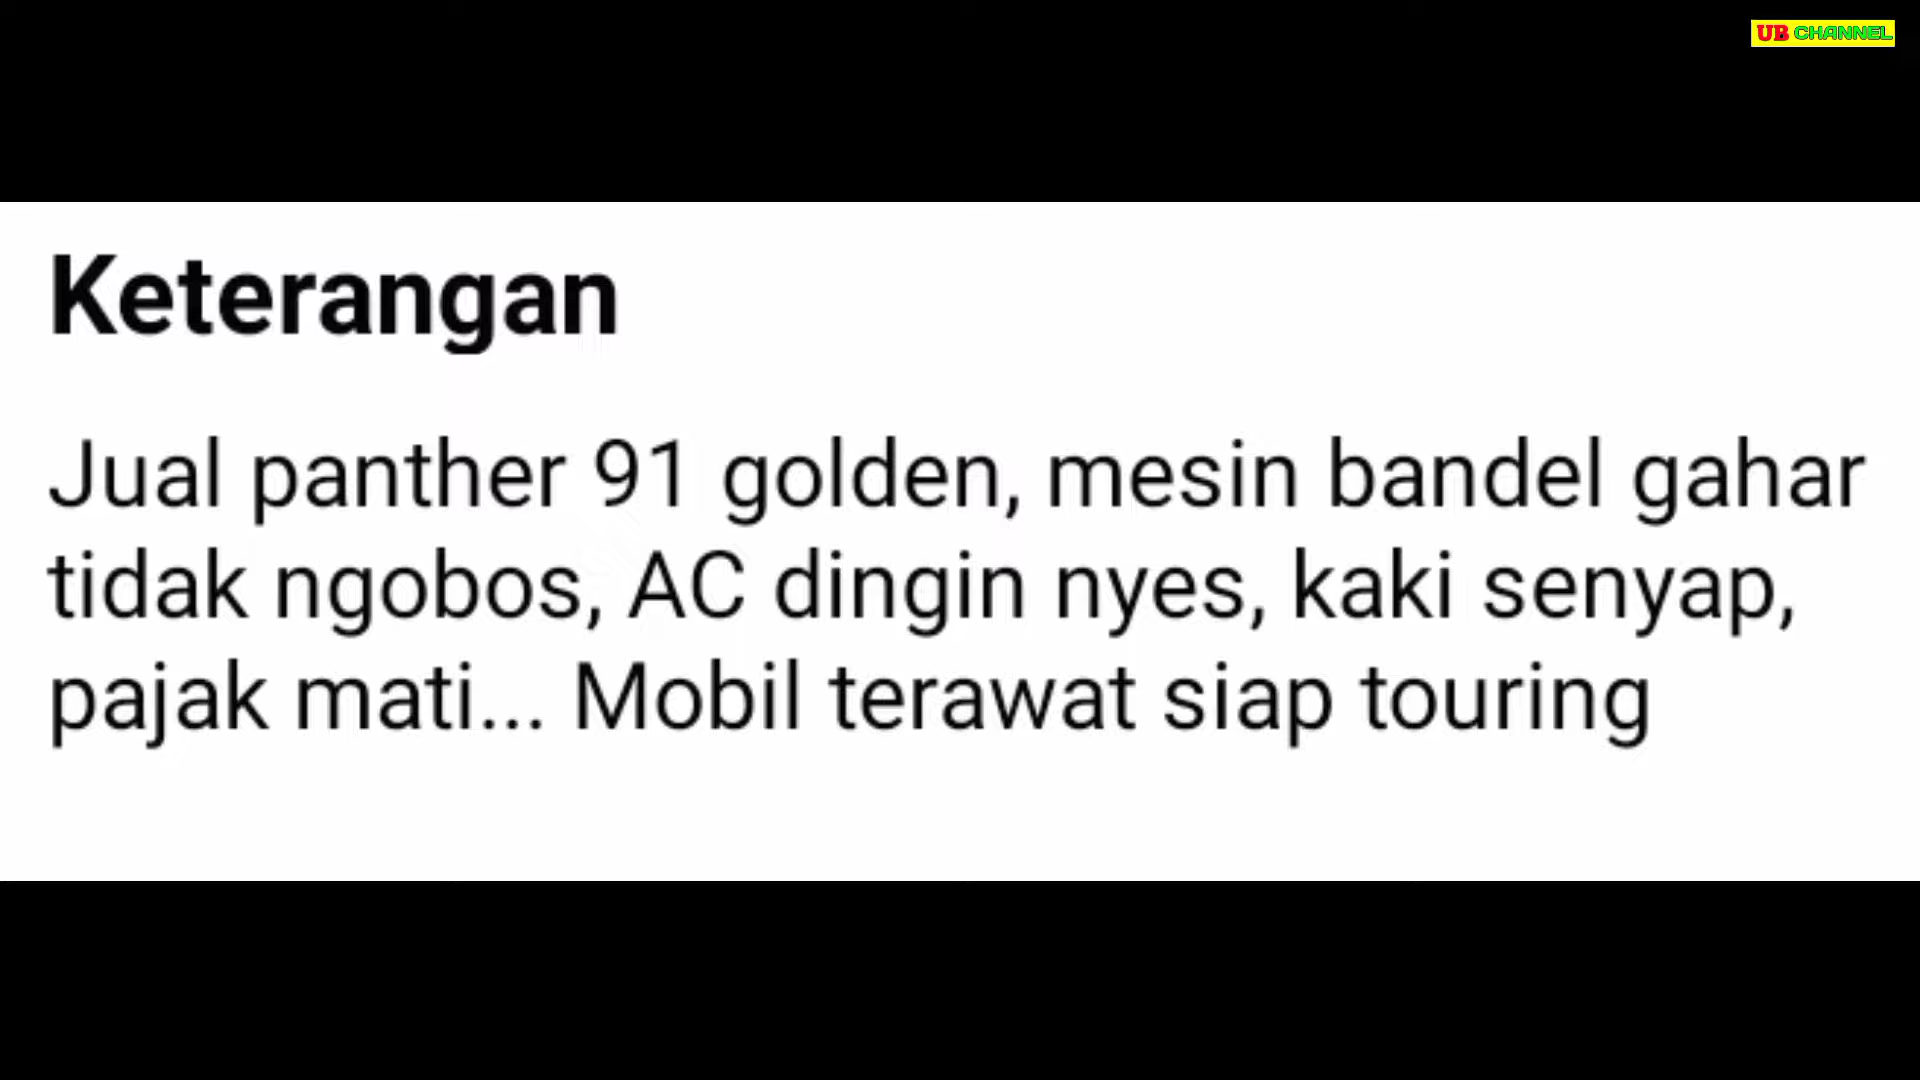 UB CHANNEL
Keterangan
Jual panther 91 golden, mesin bandel gahar
tidak ngobos, AC dingin nyes, kaki senyap,
pajak mati... Mobil terawat siap touring